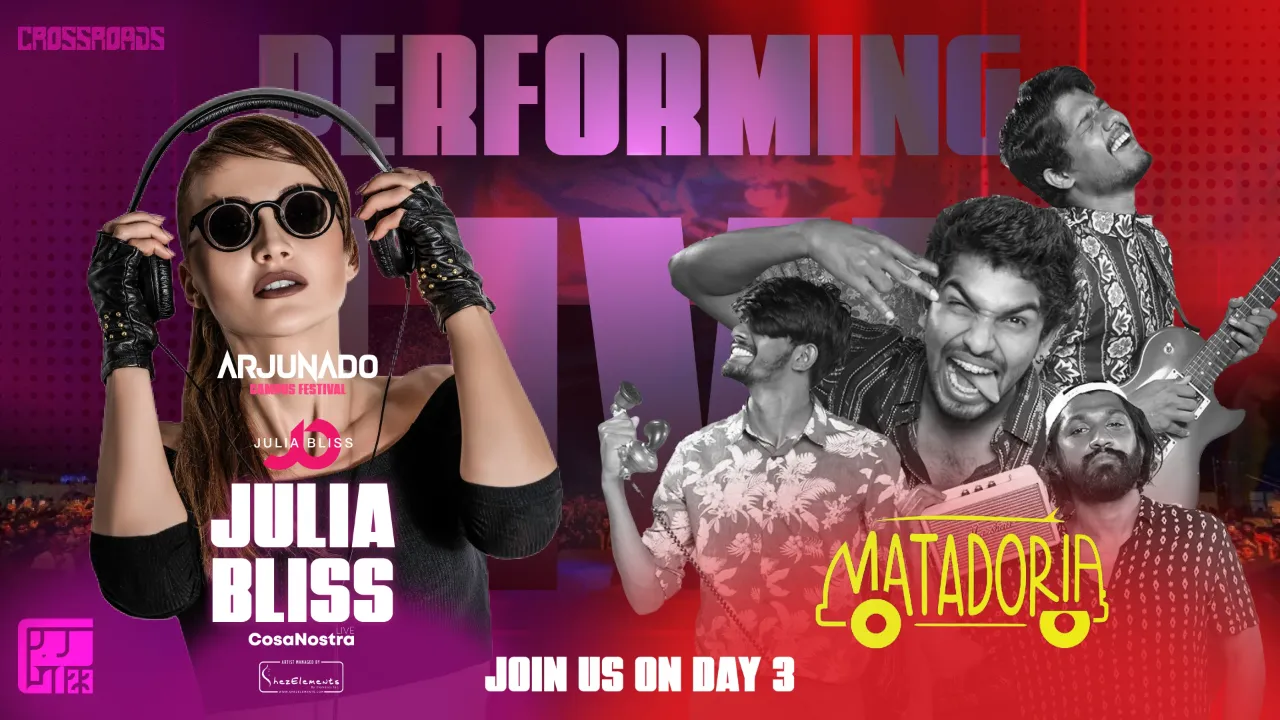 CROSSROADS
PERFORMING
LIVE
ARJUNADO
CAMPUS FESTIVAL
JULIA BLISS
JULIA
BLISS
LIVE
CosaNostra
ARTIST MANAGED BY
ShezElements
MATADORIA
JOIN US ON DAY 3